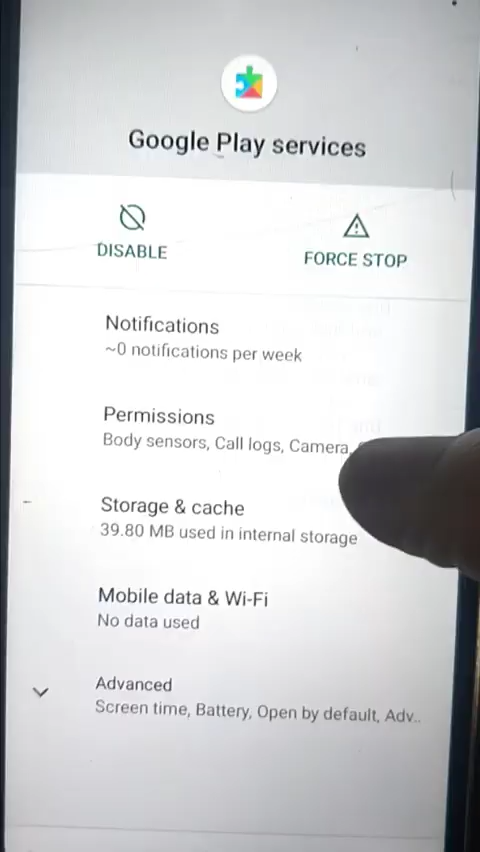 Google Play services
DISABLE
FORCE STOP
Notifications
~0 notifications per week
Permissions
Body sensors, Call logs, Camera,
Storage & cache
39.80 MB used in internal storage
Mobile data & Wi-Fi
No data used
Advanced
Screen time, Battery, Open by default, Adv..